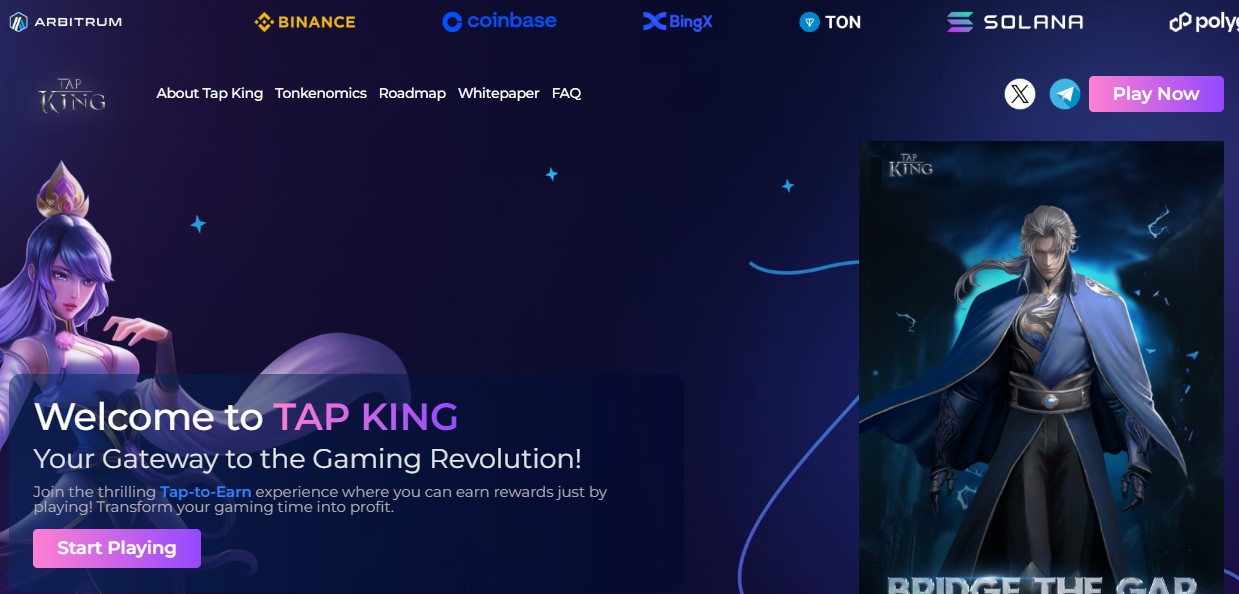 ARBITRUM
BINANCE
coinbase
BingX
TON
SOLANA
TAP
KING
About Tap King
Tonkenomics
Roadmap
Whitepaper
FAQ
Play Now
TAP
KING
Welcome to TAP KING
Your Gateway to the Gaming Revolution!
Join the thrilling Tap-to-Earn experience where you can earn rewards just by
playing! Transform your gaming time into profit.
Start Playing
BRIDGE THE GAP